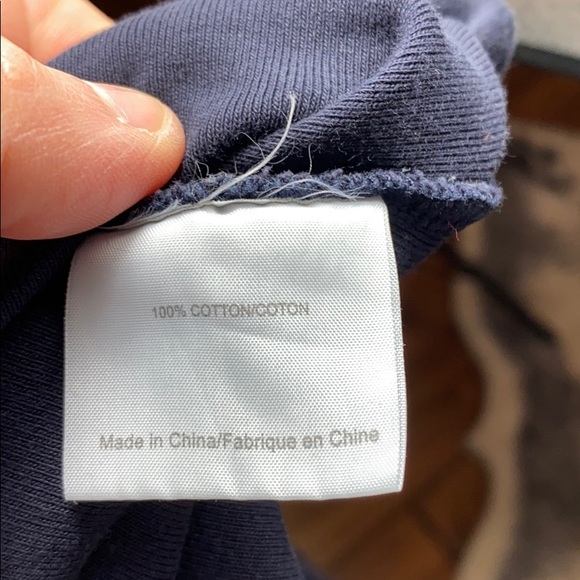 100% COTTON/COTON
Made in China/Fabrique en Chine